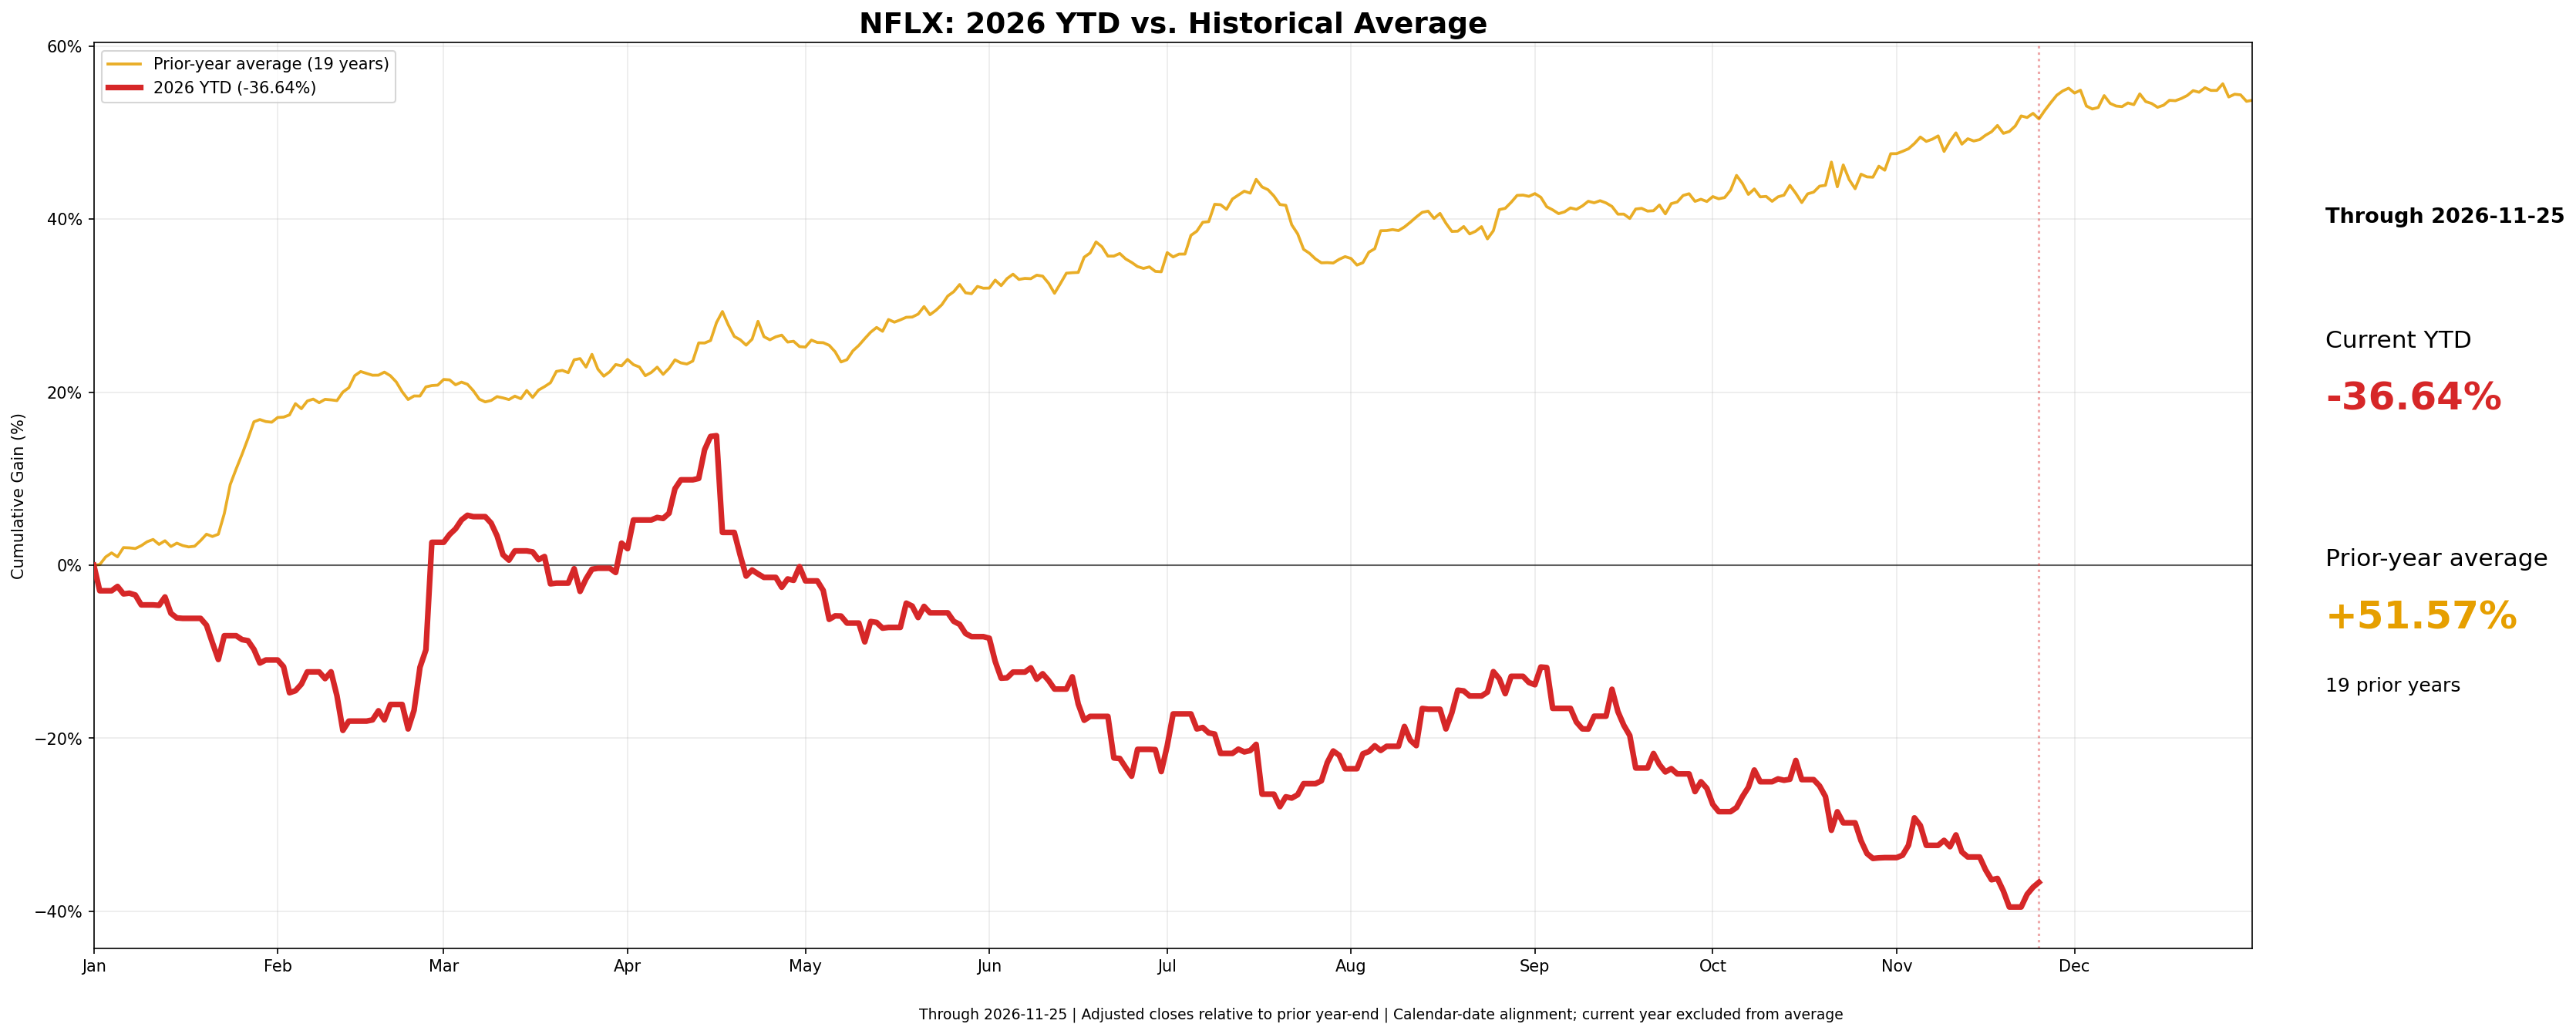 NFLX: 2026 YTD vs. Historical Average
Prior-year average (19 years)
2026 YTD (-36.64%)
Cumulative Gain (%)
60%
40%
20%
0%
−20%
−40%
Jan Feb Mar Apr May Jun Jul Aug Sep Oct Nov Dec
Through 2026-11-25
Current YTD
-36.64%
Prior-year average
+51.57%
19 prior years
Through 2026-11-25 | Adjusted closes relative to prior year-end | Calendar-date alignment; current year excluded from average